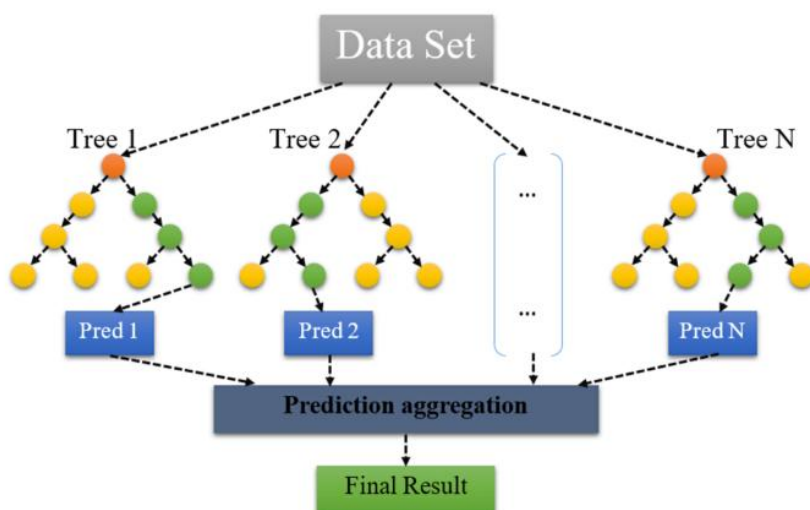 Data Set
Tree 1
Tree 2
Tree N
...
...
Pred 1
Pred 2
Pred N
Prediction aggregation
Final Result